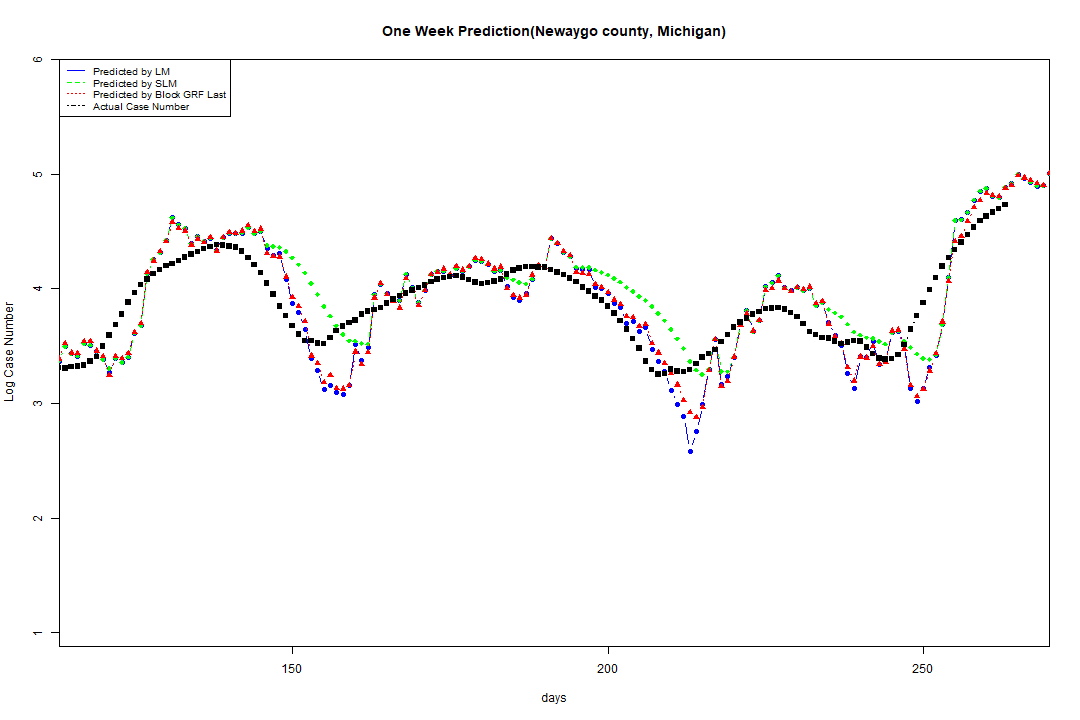 One Week Prediction(Newaygo county, Michigan)
Predicted by LM
Predicted by SLM
Predicted by Block GRF Last
Actual Case Number
6
5
4
3
2
1
Log Case Number
150 200 250
days